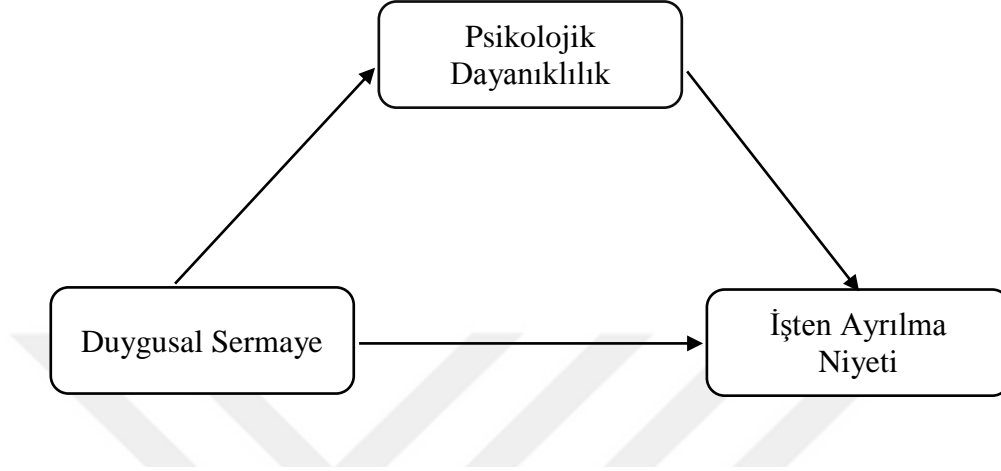 Psikolojik
Dayanıklılık
Duygusal Sermaye
İşten Ayrılma
Niyeti